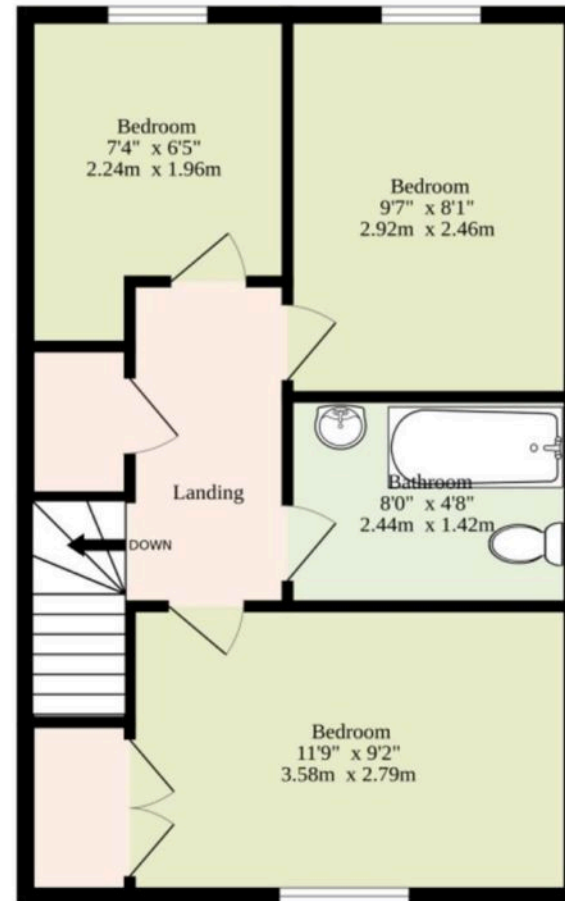 Bedroom
7'4" x 6'5"
2.24m x 1.96m
Bedroom
9'7" x 8'1"
2.92m x 2.46m
Bathroom
8'0" x 4'8"
2.44m x 1.42m
Landing
DOWN
Bedroom
11'9" x 9'2"
3.58m x 2.79m